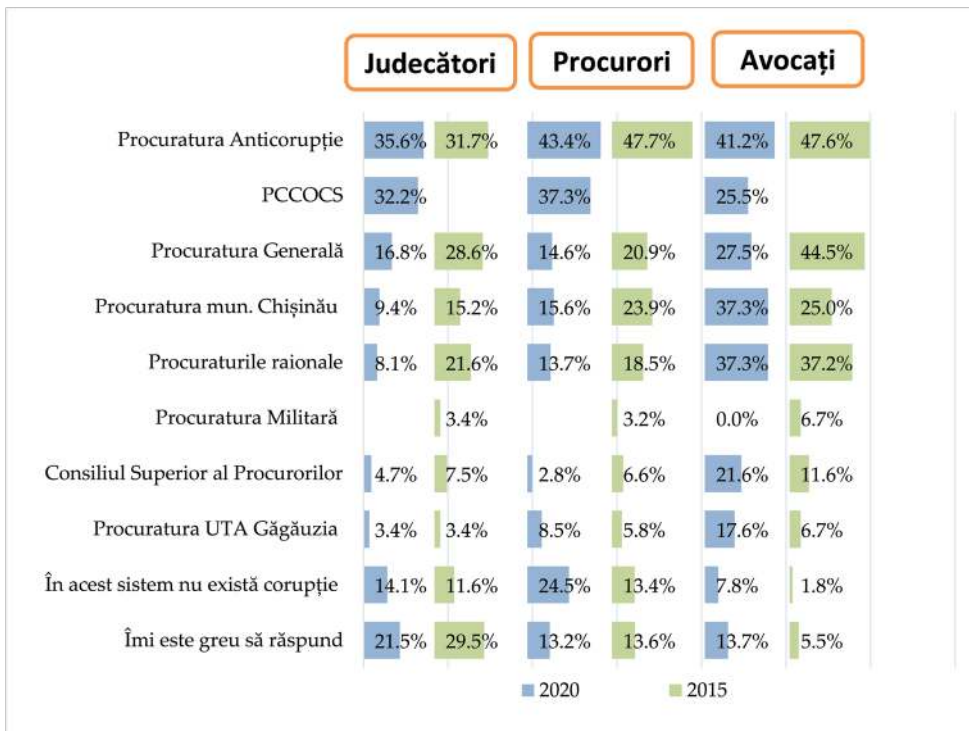 Judecători Procurori Avocați
Procuratura Anticorupție 35.6% 31.7% 43.4% 47.7% 41.2% 47.6%
PCCOCS 32.2% 37.3% 25.5%
Procuratura Generală 16.8% 28.6% 14.6% 20.9% 27.5% 44.5%
Procuratura mun. Chișinău 9.4% 15.2% 15.6% 23.9% 37.3% 25.0%
Procuraturile raionale 8.1% 21.6% 13.7% 18.5% 37.3% 37.2%
Procuratura Militară 3.4% 3.2% 0.0% 6.7%
Consiliul Superior al Procurorilor 4.7% 7.5% 2.8% 6.6% 21.6% 11.6%
Procuratura UTA Găgăuzia 3.4% 3.4% 8.5% 5.8% 17.6% 6.7%
În acest sistem nu există corupție 14.1% 11.6% 24.5% 13.4% 7.8% 1.8%
Îmi este greu să răspund 21.5% 29.5% 13.2% 13.6% 13.7% 5.5%
2020 2015